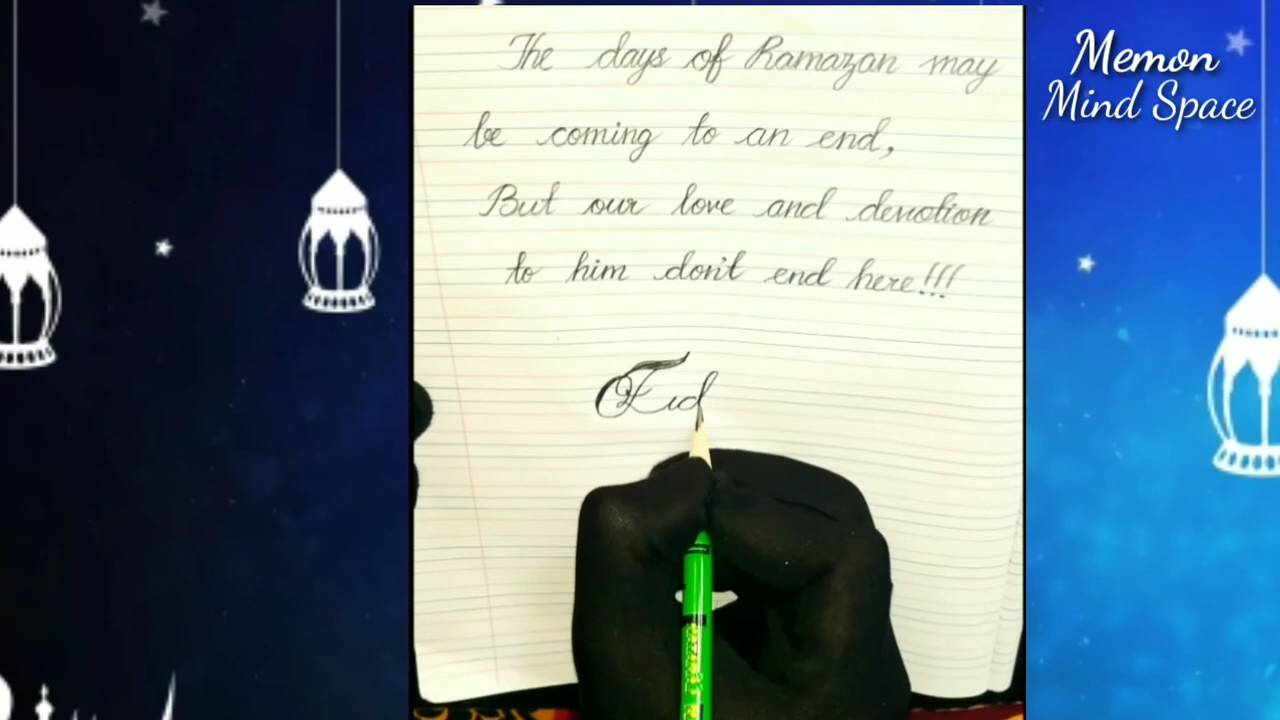 The days of Ramazan may
be coming to an end,
But our love and devotion
to him don't end here!!!
Eid
Memon
Mind Space